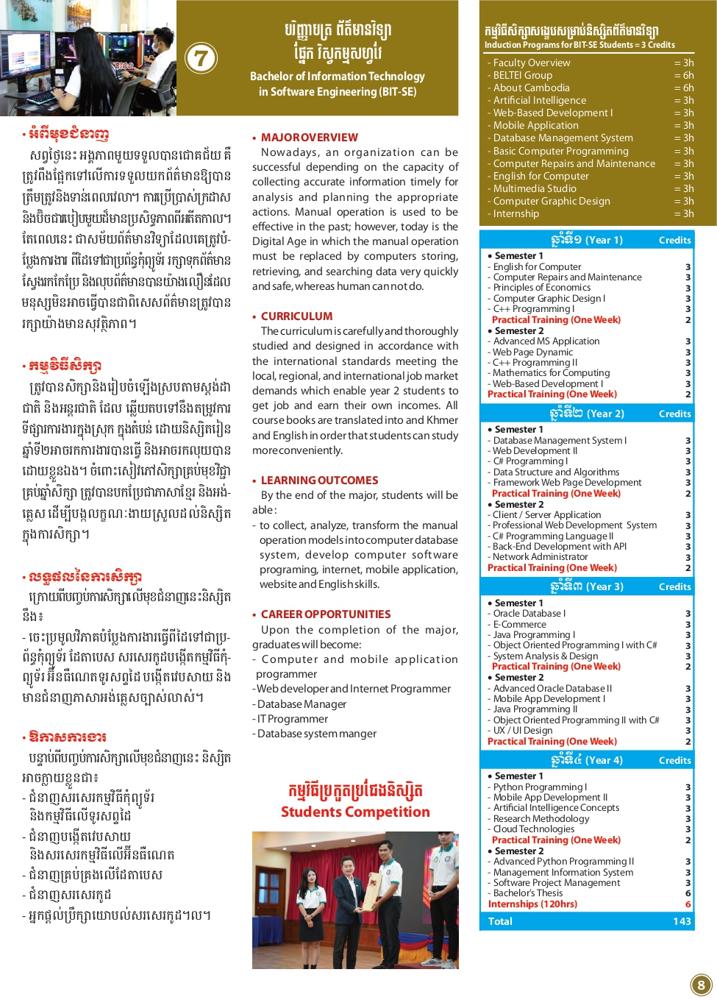 7
បរិញ្ញាបត្រ ព័ត៌មានវិទ្យា
ផ្នែក វិស្វកម្មសហ្វវែរ
Bachelor of Information Technology
in Software Engineering (BIT-SE)
• អំពីមុខជំនាញ
សព្វថ្ងៃនេះ អង្គភាពមួយទទួលបានជោគជ័យ គឺ
ត្រូវពឹងផ្អែកទៅលើការទទួលយកព័ត៌មានឱ្យបាន
ត្រឹមត្រូវនិងទាន់ពេលវេលា។ ការប្រើប្រាស់ក្រដាស
និងប៊ិចជារបៀបមួយដ៏មានប្រសិទ្ធភាពពីអតីតកាល។
តែពេលនេះ ជាសម័យព័ត៌មានវិទ្យាដែលគេត្រូវបំ-
ប្លែងការងារ ពីដៃទៅជាប្រព័ន្ធកុំព្យូទ័រ រក្សាទុកព័ត៌មាន
ស្វែងរកកែប្រែ និងលុបព័ត៌មានបានយ៉ាងលឿនដែល
មនុស្សមិនអាចធ្វើបានជាពិសេសព័ត៌មានត្រូវបាន
រក្សាយ៉ាងមានសុវត្ថិភាព។
• កម្មវិធីសិក្សា
ត្រូវបានសិក្សានិងរៀបចំឡើងស្របតាមស្តង់ដា
ជាតិ និងអន្តរជាតិ ដែល ឆ្លើយតបទៅនឹងតម្រូវការ
ទីផ្សារការងារក្នុងស្រុក ក្នុងតំបន់ ដោយនិស្សិតរៀន
ឆ្នាំទី២អាចរកការងារបានធ្វើ និងអាចរកលុយបាន
ដោយខ្លួនឯង។ ចំពោះសៀវភៅសិក្សាគ្រប់មុខវិជ្ជា
គ្រប់ឆ្នាំសិក្សា ត្រូវបានបកប្រែជាភាសាខ្មែរ និងអង់-
គ្លេស ដើម្បីបង្កលក្ខណៈងាយស្រួលដល់និស្សិត
ក្នុងការសិក្សា។
• លទ្ធផលនៃការសិក្សា
ក្រោយពីបញ្ចប់ការសិក្សាលើមុខជំនាញនេះនិស្សិត
នឹង៖
- ចេះប្រមូលវិភាគបំប្លែងការងារធ្វើពីដៃទៅជាប្រ-
ព័ន្ធកុំព្យូទ័រ ដៃតាបេស សរសេរកូដបង្កើតកម្មវិធីកុំ-
ព្យូទ័រ អ៊ីនធឺណេតទូរសព្ទដៃ បង្កើតវេបសាយ និង
មានជំនាញភាសាអង់គ្លេសច្បាស់លាស់។
• ឱកាសការងារ
បន្ទាប់ពីបញ្ចប់ការសិក្សាលើមុខជំនាញនេះ និស្សិត
អាចក្លាយខ្លួនជា៖
- ជំនាញសរសេរកម្មវិធីកុំព្យូទ័រ
និងកម្មវិធីលើទូរសព្ទដៃ
- ជំនាញបង្កើតវេបសាយ
និងសរសេរកម្មវិធីលើអ៊ីនធឺណេត
- ជំនាញគ្រប់គ្រងលើដៃតាបេស
- ជំនាញសរសេរកូដ
- អ្នកផ្តល់ប្រឹក្សាយោបល់សរសេរកូដ។ល។
• MAJOR OVERVIEW
Nowadays, an organization can be
successful depending on the capacity of
collecting accurate information timely for
analysis and planning the appropriate
actions. Manual operation is used to be
effective in the past; however, today is the
Digital Age in which the manual operation
must be replaced by computers storing,
retrieving, and searching data very quickly
and safe, whereas human can not do.
• CURRICULUM
The curriculum is carefully and thoroughly
studied and designed in accordance with
the international standards meeting the
local, regional, and international job market
demands which enable year 2 students to
get job and earn their own incomes. All
course books are translated into and Khmer
and English in order that students can study
more conveniently.
• LEARNING OUTCOMES
By the end of the major, students will be
able :
- to collect, analyze, transform the manual
operation models into computer database
system, develop computer software
programing, internet, mobile application,
website and English skills.
• CAREER OPPORTUNITIES
Upon the completion of the major,
graduates will become:
- Computer and mobile application
programmer
- Web developer and Internet Programmer
- Database Manager
- IT Programmer
- Database system manger
កម្មវិធីប្រកួតប្រជែងនិស្សិត
Students Competition
កម្មវិធីសិក្សាសង្ខេបសម្រាប់និស្សិតព័ត៌មានវិទ្យា
Induction Programs for BIT-SE Students = 3 Credits
- Faculty Overview = 3h
- BELTEI Group = 6h
- About Cambodia = 6h
- Artificial Intelligence = 3h
- Web-Based Development I = 3h
- Mobile Application = 3h
- Database Management System = 3h
- Basic Computer Programming = 3h
- Computer Repairs and Maintenance = 3h
- English for Computer = 3h
- Multimedia Studio = 3h
- Computer Graphic Design = 3h
- Internship = 3h
ឆ្នាំទី១ (Year 1) Credits
• Semester 1
- English for Computer 3
- Computer Repairs and Maintenance 3
- Principles of Economics 3
- Computer Graphic Design I 3
- C++ Programming I 3
Practical Training (One Week) 2
• Semester 2
- Advanced MS Application 3
- Web Page Dynamic 3
- C++ Programming II 3
- Mathematics for Computing 3
- Web-Based Development I 3
Practical Training (One Week) 2
ឆ្នាំទី២ (Year 2) Credits
• Semester 1
- Database Management System I 3
- Web Development II 3
- C# Programming I 3
- Data Structure and Algorithms 3
- Framework Web Page Development 3
Practical Training (One Week) 2
• Semester 2
- Client / Server Application 3
- Professional Web Development System 3
- C# Programming Language II 3
- Back-End Development with API 3
- Network Administrator 3
Practical Training (One Week) 2
ឆ្នាំទី៣ (Year 3) Credits
• Semester 1
- Oracle Database I 3
- E-Commerce 3
- Java Programming I 3
- Object Oriented Programming I with C# 3
- System Analysis & Design 3
Practical Training (One Week) 2
• Semester 2
- Advanced Oracle Database II 3
- Mobile App Development I 3
- Java Programming II 3
- Object Oriented Programming II with C# 3
- UX / UI Design 3
Practical Training (One Week) 2
ឆ្នាំទី៤ (Year 4) Credits
• Semester 1
- Python Programming I 3
- Mobile App Development II 3
- Artificial Intelligence Concepts 3
- Research Methodology 3
- Cloud Technologies 3
Practical Training (One Week) 2
• Semester 2
- Advanced Python Programming II 3
- Management Information System 3
- Software Project Management 3
- Bachelor's Thesis 6
Internships (120hrs) 6
Total 143
8